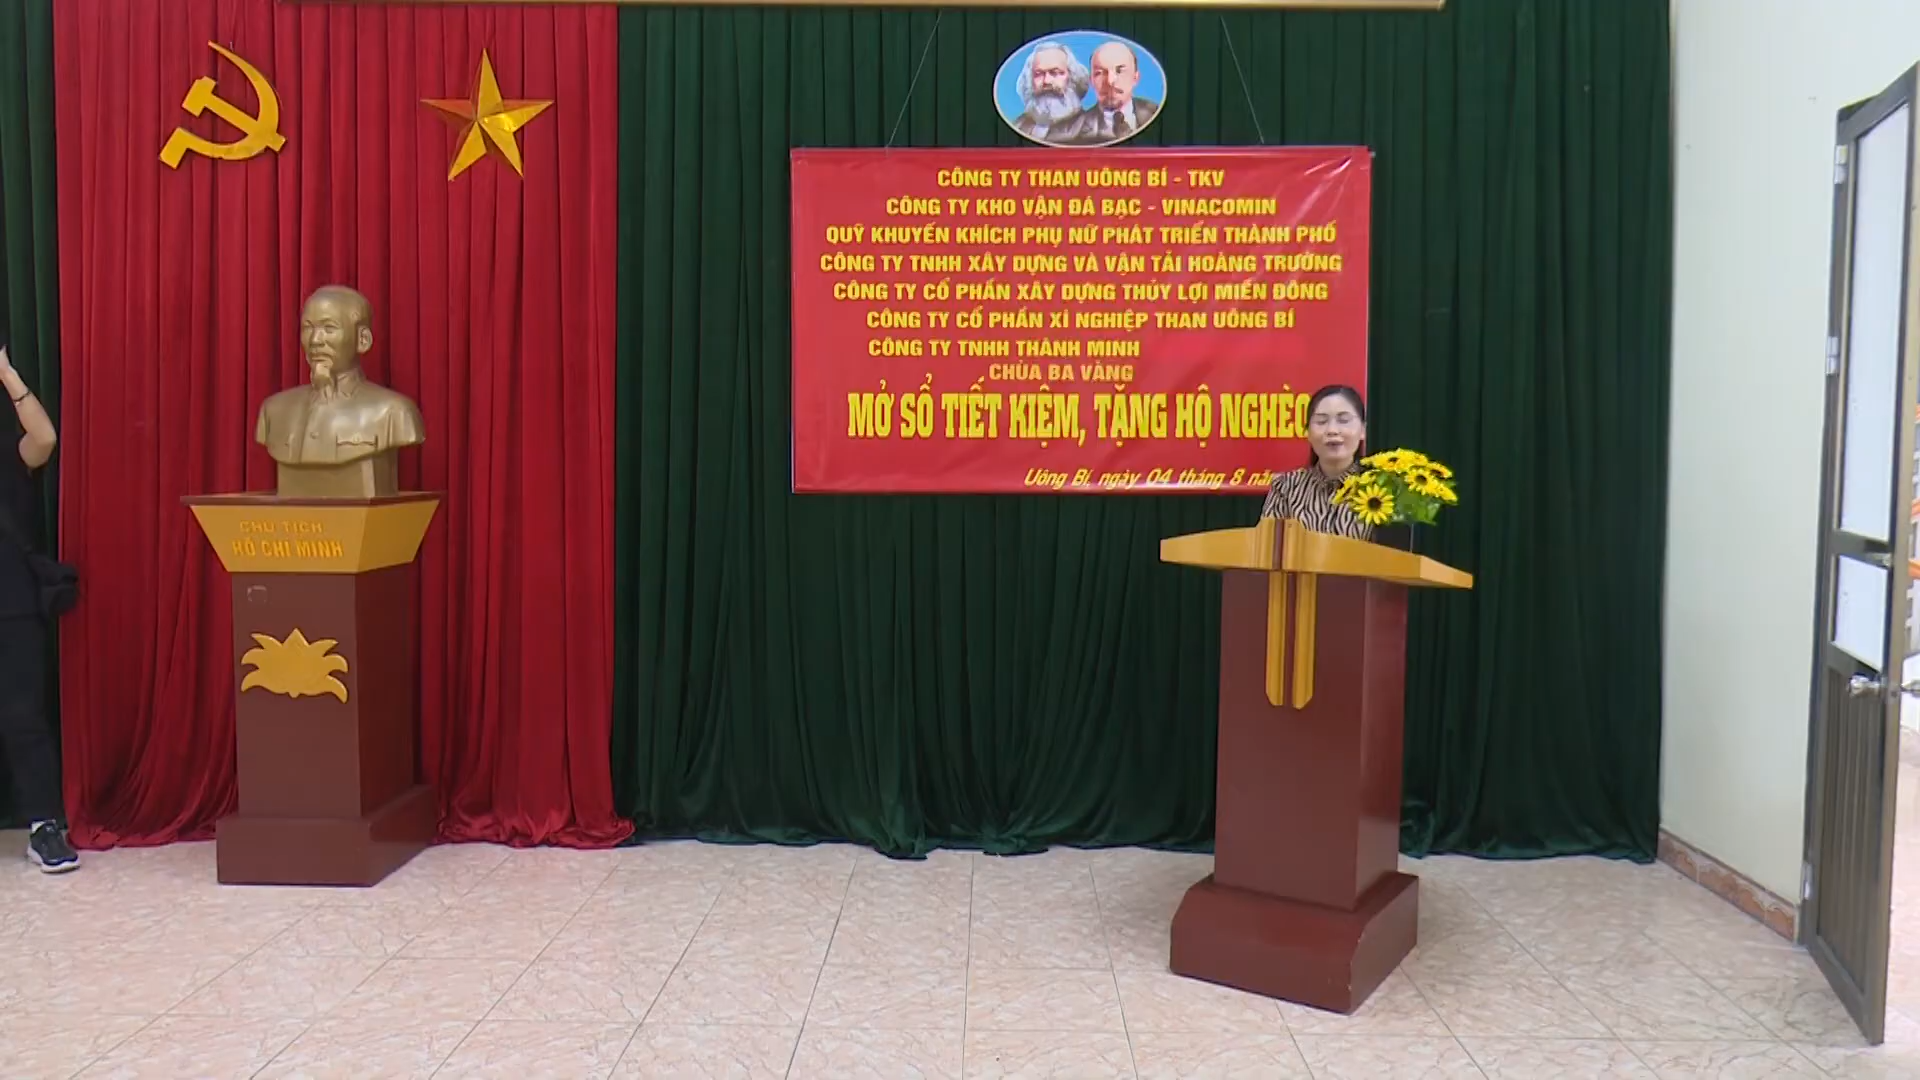 CÔNG TY THAN UÔNG BÍ - TKV
CÔNG TY KHO VẬN ĐÁ BẠC - VINACOMIN
QUỸ KHUYẾN KHÍCH PHỤ NỮ PHÁT TRIỂN THÀNH PHỐ
CÔNG TY TNHH XÂY DỰNG VÀ VẬN TẢI HOÀNG TRƯỜNG
CÔNG TY CỔ PHẦN XÂY DỰNG THỦY LỢI MIỀN ĐÔNG
CÔNG TY CỔ PHẦN XÍ NGHIỆP THAN UÔNG BÍ
CÔNG TY TNHH THÀNH MINH
CHÙA BA VÀNG
MỞ SỔ TIẾT KIỆM, TẶNG HỘ NGHÈO
Uông Bí, ngày 04 tháng 8 năm
CHỦ TỊCH
HỒ CHÍ MINH